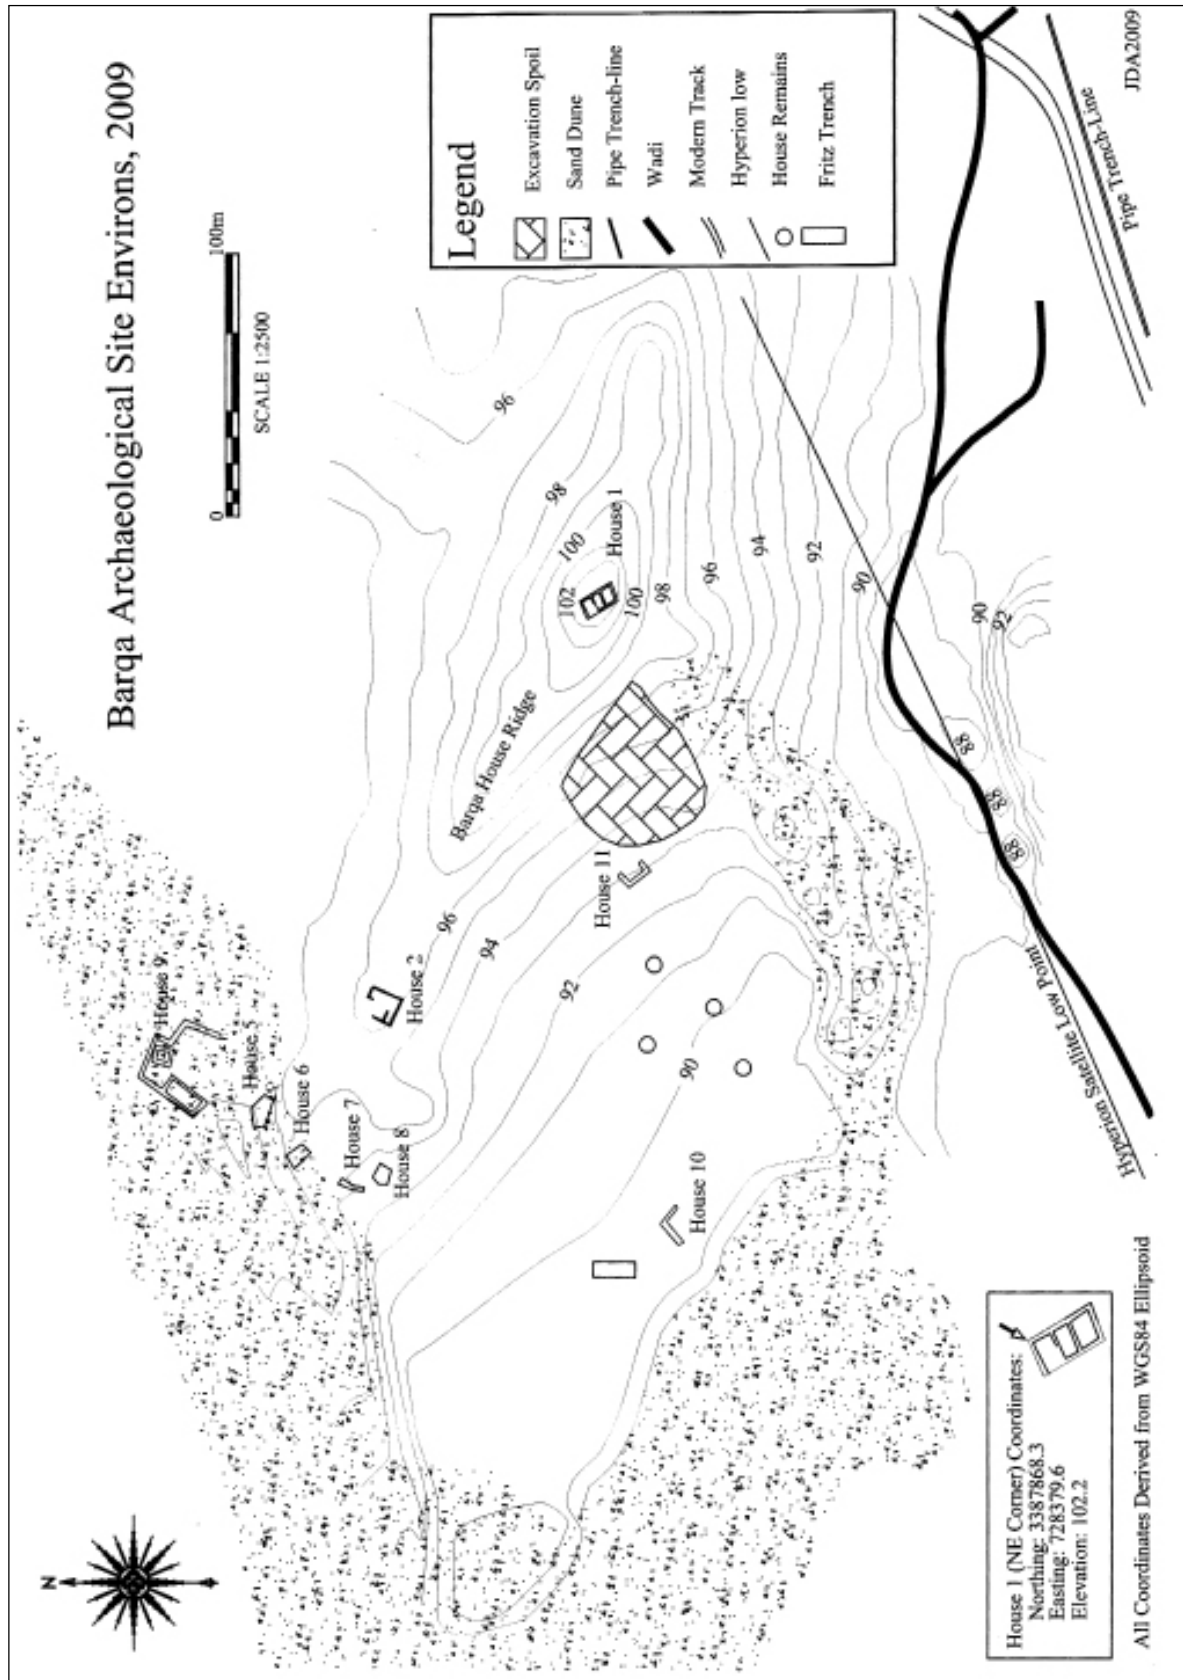 Barqa Archaeological Site Environs, 2009
0
100m
SCALE 1:2500
N
Legend
Excavation Spoil
Sand Dune
Pipe Trench-line
Wadi
Modern Track
Hyperion low
House Remains
Fritz Trench
House 9
House 5
House 6
House 7
House 8
House 2
96
98
100
102
House 1
100
98
96
94
92
90
Barqa House Ridge
96
94
92
90
House 11
House 10
90
92
88
88
88
Hyperion Satellite Low Point
Pipe Trench-Line
JDA2009
House 1 (NE Corner) Coordinates:
Northing: 3387868.3
Easting: 728379.6
Elevation: 102.2
All Coordinates Derived from WGS84 Ellipsoid